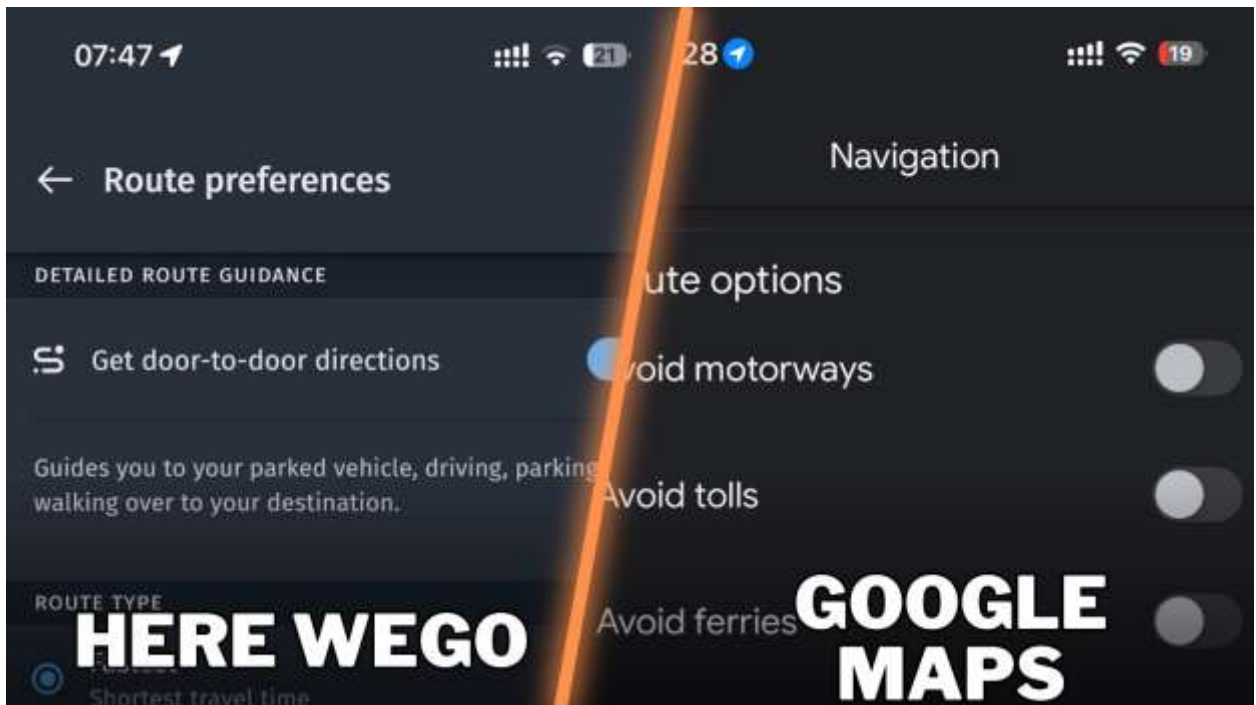 07:47
21
Route preferences
DETAILED ROUTE GUIDANCE
Get door-to-door directions
Guides you to your parked vehicle, driving, parking
walking over to your destination.
ROUTE TYPE
Shortest travel time
HERE WEGO
28
19
Navigation
ute options
void motorways
Avoid tolls
Avoid ferries
GOOGLE
MAPS